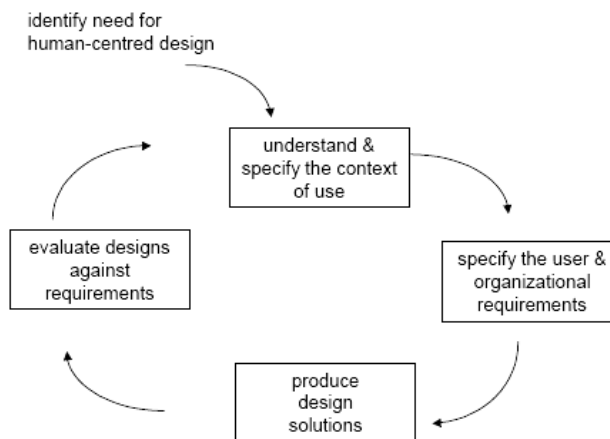 identify need for
human-centred design
understand &
specify the context
of use
specify the user &
organizational
requirements
produce
design
solutions
evaluate designs
against
requirements